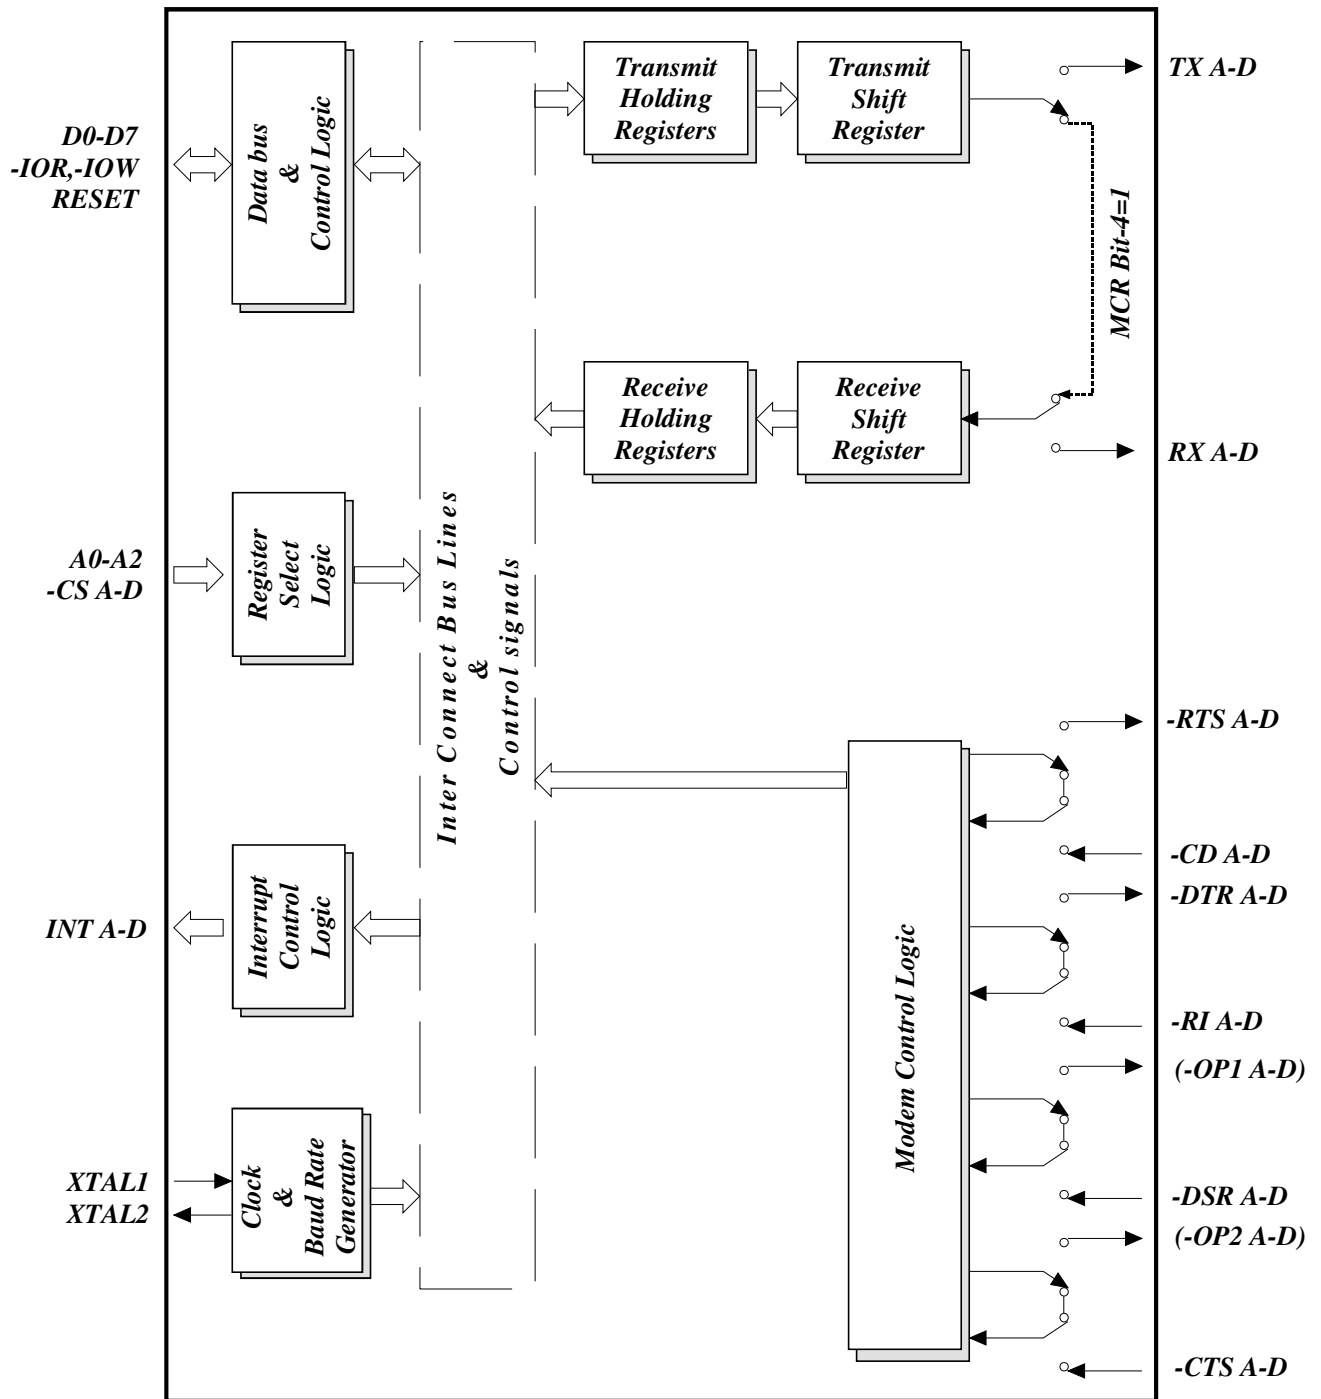 D0-D7
-IOR,-IOW
RESET
Data bus
&
Control Logic
A0-A2
-CS A-D
Register
Select
Logic
INT A-D
Interrupt
Control
Logic
XTAL1
XTAL2
Clock
&
Baud Rate
Generator
Inter Connect Bus Lines
&
Control signals
Transmit
Holding
Registers
Transmit
Shift
Register
Receive
Holding
Registers
Receive
Shift
Register
MCR Bit-4=1
Modem Control Logic
TX A-D
RX A-D
-RTS A-D
-CD A-D
-DTR A-D
-RI A-D
(-OP1 A-D)
-DSR A-D
(-OP2 A-D)
-CTS A-D